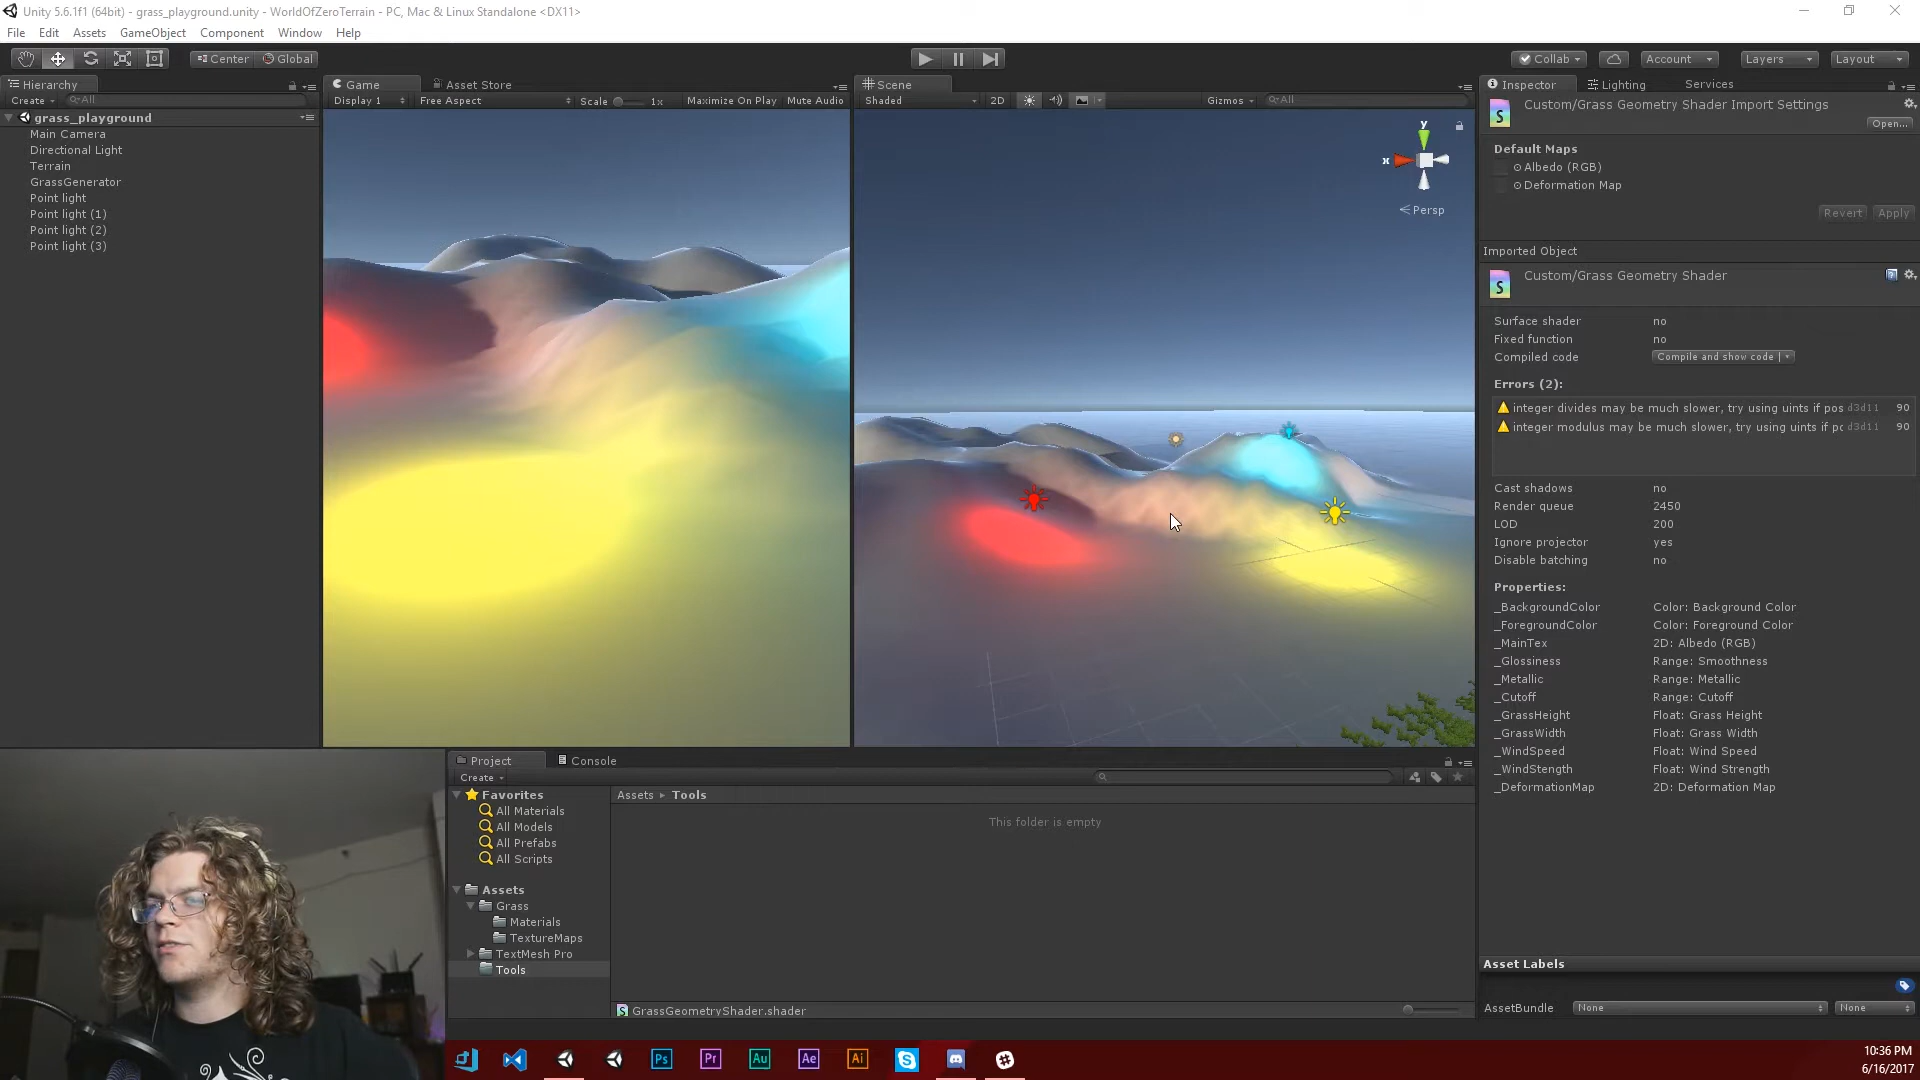 Unity 5.6.1f1 (64bit) - grass_playground.unity - WorldOfZeroTerrain - PC, Mac & Linux Standalone <DX11>
File Edit Assets GameObject Component Window Help
Center Global
Collab Account Layers Layout
Hierarchy
Create All
grass_playground
Main Camera
Directional Light
Terrain
GrassGenerator
Point light
Point light (1)
Point light (2)
Point light (3)
Game Asset Store
Display 1 Free Aspect Scale 1x Maximize On Play Mute Audio
Scene
Shaded 2D Gizmos All
y
x
Persp
Inspector Lighting Services
Custom/Grass Geometry Shader Import Settings
Open...
S
Default Maps
Albedo (RGB)
Deformation Map
Revert Apply
Imported Object
Custom/Grass Geometry Shader
S
Surface shader no
Fixed function no
Compiled code Compile and show code
Errors (2):
integer divides may be much slower, try using uints if pos d3d11 90
integer modulus may be much slower, try using uints if pc d3d11 90
Cast shadows no
Render queue 2450
LOD 200
Ignore projector yes
Disable batching no
Properties:
_BackgroundColor Color: Background Color
_ForegroundColor Color: Foreground Color
_MainTex 2D: Albedo (RGB)
_Glossiness Range: Smoothness
_Metallic Range: Metallic
_Cutoff Range: Cutoff
_GrassHeight Float: Grass Height
_GrassWidth Float: Grass Width
_WindSpeed Float: Wind Speed
_WindStength Float: Wind Strength
_DeformationMap 2D: Deformation Map
Asset Labels
AssetBundle None None
Project Console
Create
Favorites
All Materials
All Models
All Prefabs
All Scripts
Assets
Grass
Materials
TextureMaps
TextMesh Pro
Tools
Assets Tools
This folder is empty
GrassGeometryShader.shader
Ps Pr Au Ae Ai
10:36 PM
6/16/2017